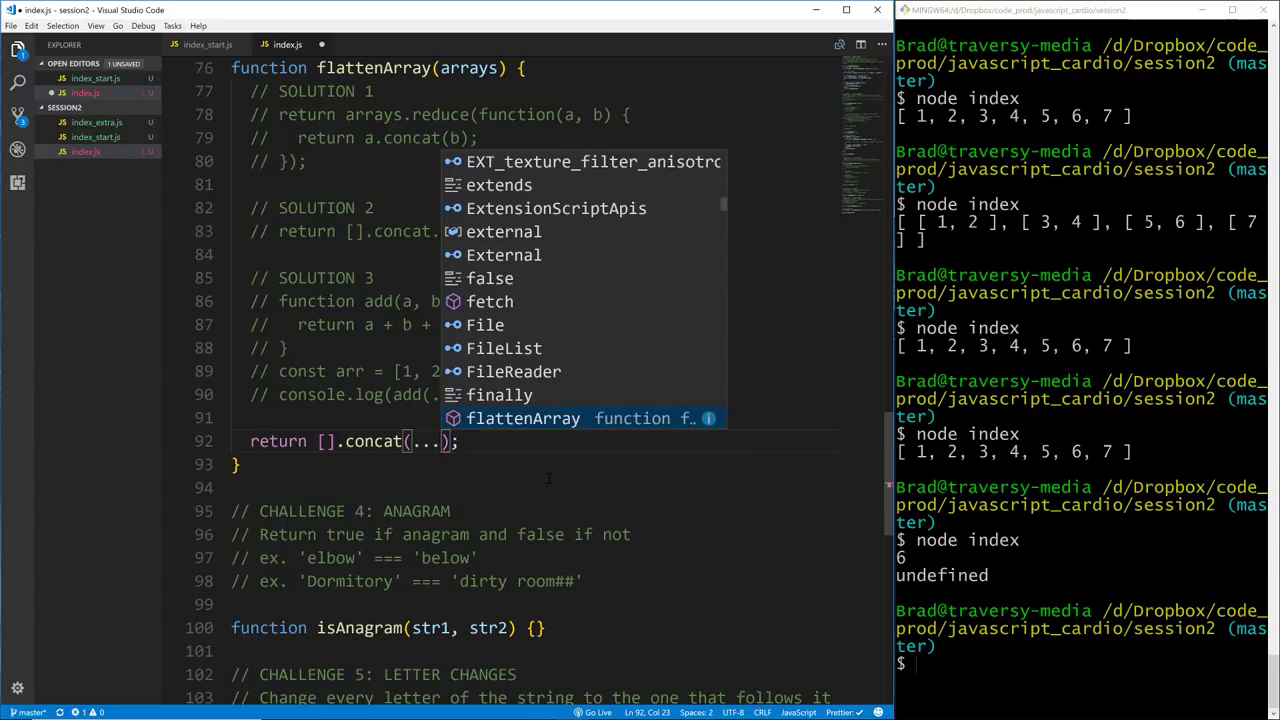 index.js - session2 - Visual Studio Code
File Edit Selection View Go Debug Tasks Help
EXPLORER
OPEN EDITORS 1 UNSAVED
JS index_start.js U
JS index.js U
SESSION2
JS index_extra.js U
JS index_start.js U
JS index.js U
JS index_start.js
JS index.js
76 function flattenArray(arrays) {
77 // SOLUTION 1
78 // return arrays.reduce(function(a, b) {
79 // return a.concat(b);
80 // });
81
82 // SOLUTION 2
83 // return [].concat.
84
85 // SOLUTION 3
86 // function add(a, b
87 // return a + b +
88 // }
89 // const arr = [1, 2
90 // console.log(add(.
91
92 return [].concat(...);
93 }
94
95 // CHALLENGE 4: ANAGRAM
96 // Return true if anagram and false if not
97 // ex. 'elbow' === 'below'
98 // ex. 'Dormitory' === 'dirty room##'
99
100 function isAnagram(str1, str2) {}
101
102 // CHALLENGE 5: LETTER CHANGES
103 // Change every letter of the string to the one that follows it
EXT_texture_filter_anisotro
extends
ExtensionScriptApis
external
External
false
fetch
File
FileList
FileReader
finally
flattenArray function f..
master* 1 0
Go Live Ln 92, Col 23 Spaces: 2 UTF-8 CRLF JavaScript Prettier: ✓
MINGW64:/d/Dropbox/code_prod/javascript_cardio/session2
Brad@traversy-media /d/Dropbox/code_
prod/javascript_cardio/session2 (mas
ter)
$ node index
[ 1, 2, 3, 4, 5, 6, 7 ]
Brad@traversy-media /d/Dropbox/code_
prod/javascript_cardio/session2 (mas
ter)
$ node index
[ [ 1, 2 ], [ 3, 4 ], [ 5, 6 ], [ 7
] ]
Brad@traversy-media /d/Dropbox/code_
prod/javascript_cardio/session2 (mas
ter)
$ node index
[ 1, 2, 3, 4, 5, 6, 7 ]
Brad@traversy-media /d/Dropbox/code_
prod/javascript_cardio/session2 (mas
ter)
$ node index
[ 1, 2, 3, 4, 5, 6, 7 ]
Brad@traversy-media /d/Dropbox/code_
prod/javascript_cardio/session2 (mas
ter)
$ node index
6
undefined
Brad@traversy-media /d/Dropbox/code_
prod/javascript_cardio/session2 (mas
ter)
$